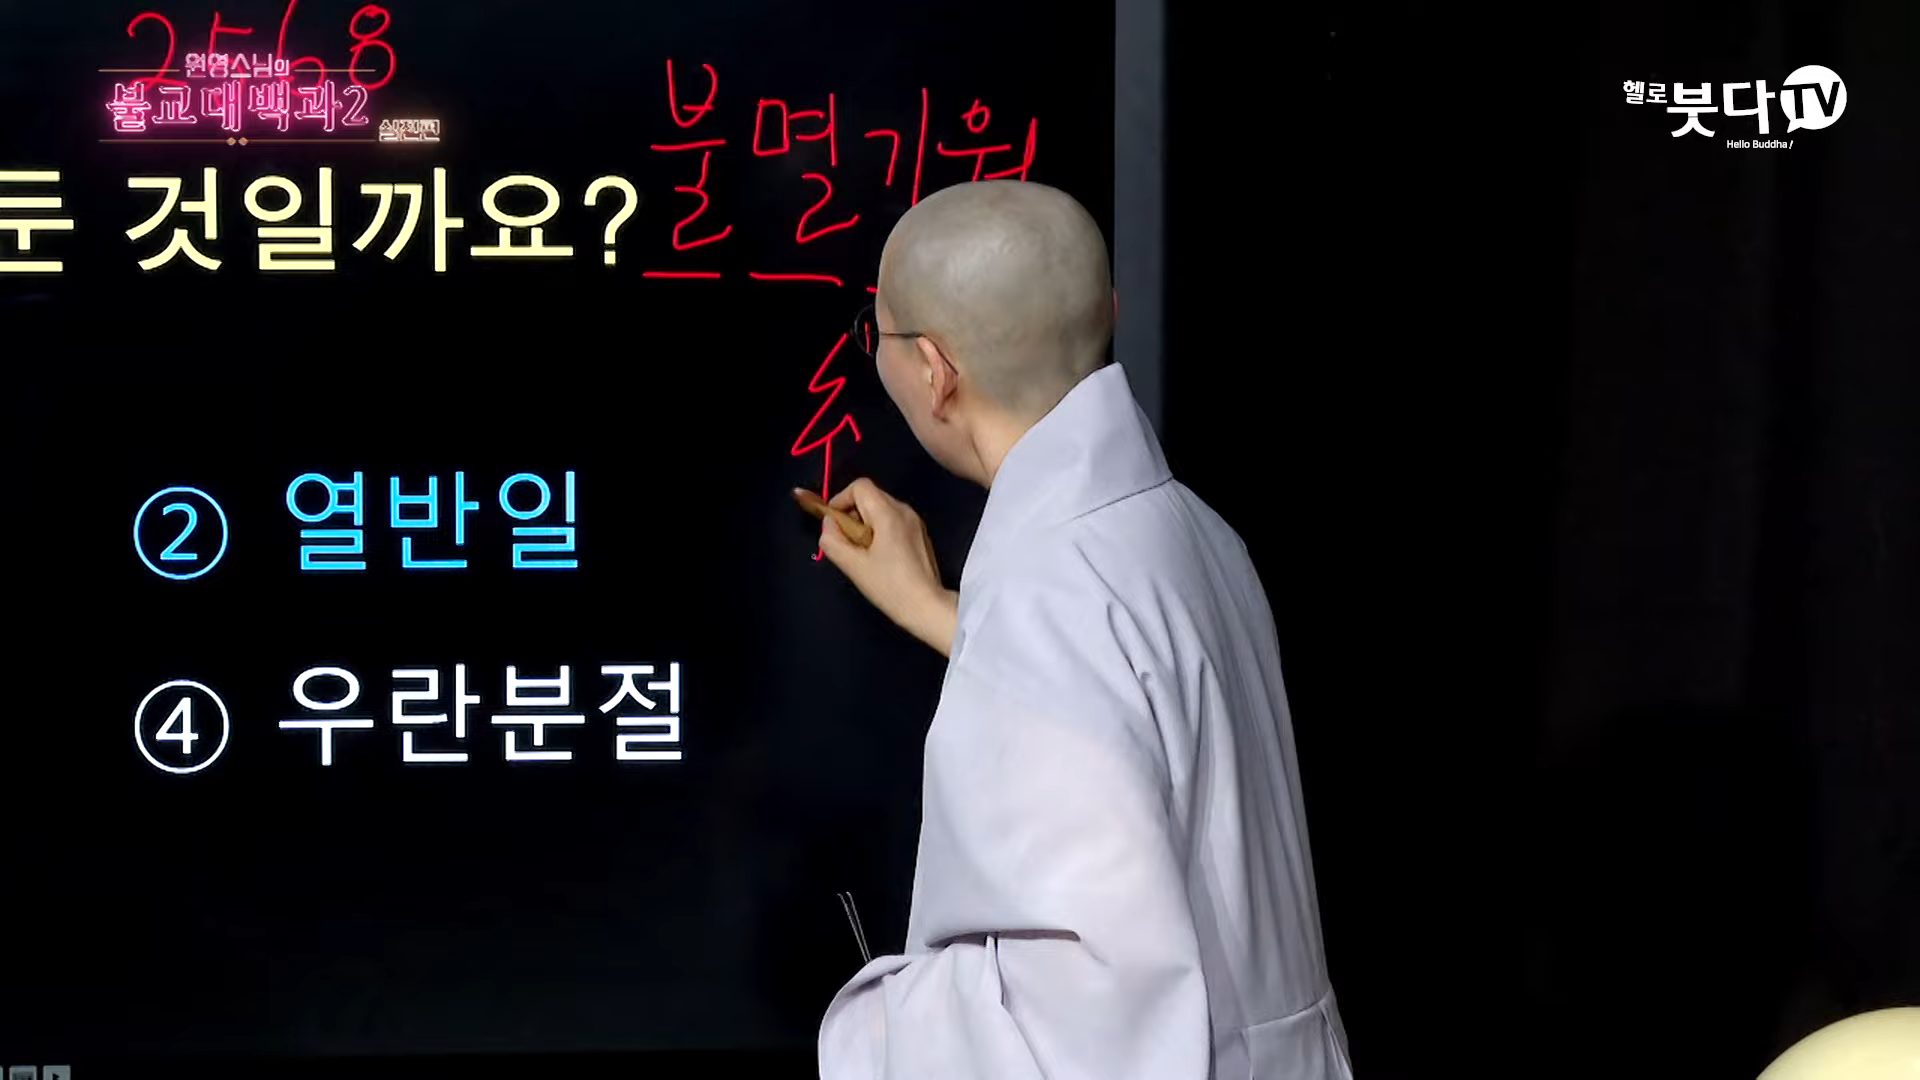 2568
원영스님의
불교대백과2
실전편
헬로붓다TV
Hello Buddha!
불멸기원
둔 것일까요?
② 열반일
④ 우란분절